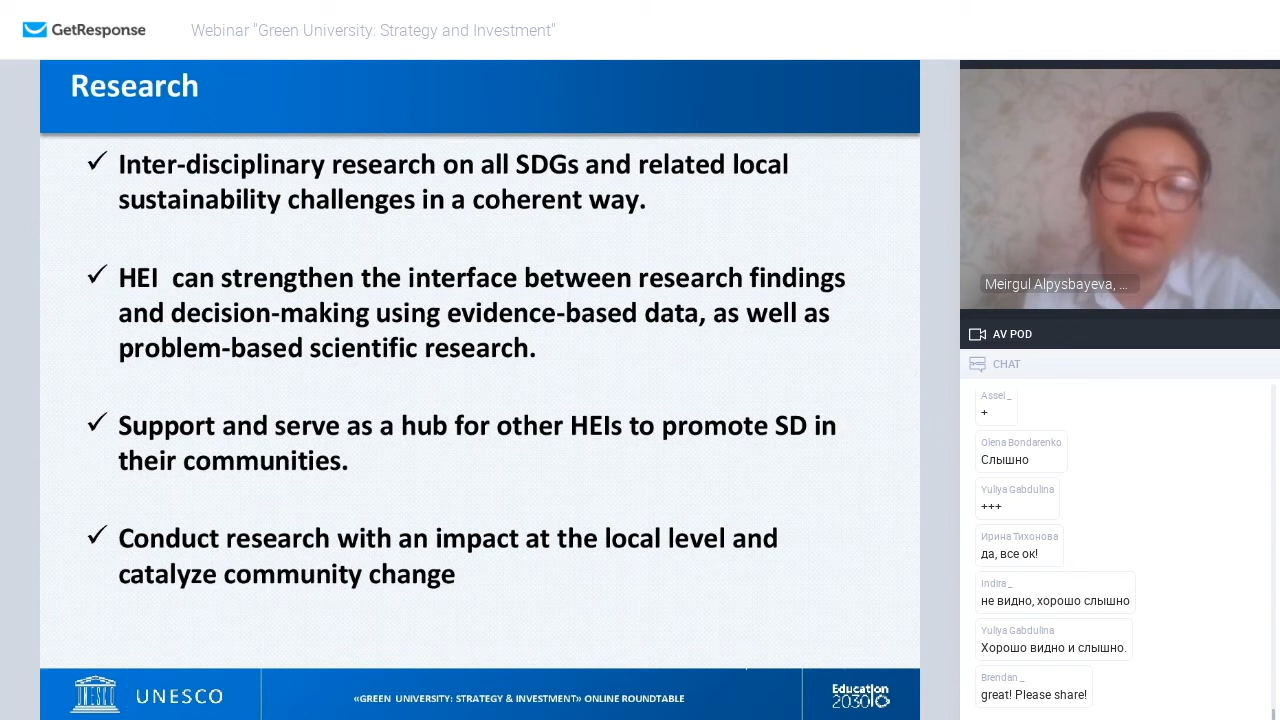 GetResponse
Webinar "Green University: Strategy and Investment"
Research
✓ Inter-disciplinary research on all SDGs and related local
sustainability challenges in a coherent way.
✓ HEI can strengthen the interface between research findings
and decision-making using evidence-based data, as well as
problem-based scientific research.
✓ Support and serve as a hub for other HEIs to promote SD in
their communities.
✓ Conduct research with an impact at the local level and
catalyze community change
UNESCO
UNESCO
«GREEN UNIVERSITY: STRATEGY & INVESTMENT» ONLINE ROUNDTABLE
Education
2030
Meirgul Alpysbayeva, ...
AV POD
CHAT
Assel_
+
Olena Bondarenko
Слышно
Yuliya Gabdulina
+++
Ирина Тихонова
да, все ок!
Indira_
не видно, хорошо слышно
Yuliya Gabdulina
Хорошо видно и слышно.
Brendan _
great! Please share!